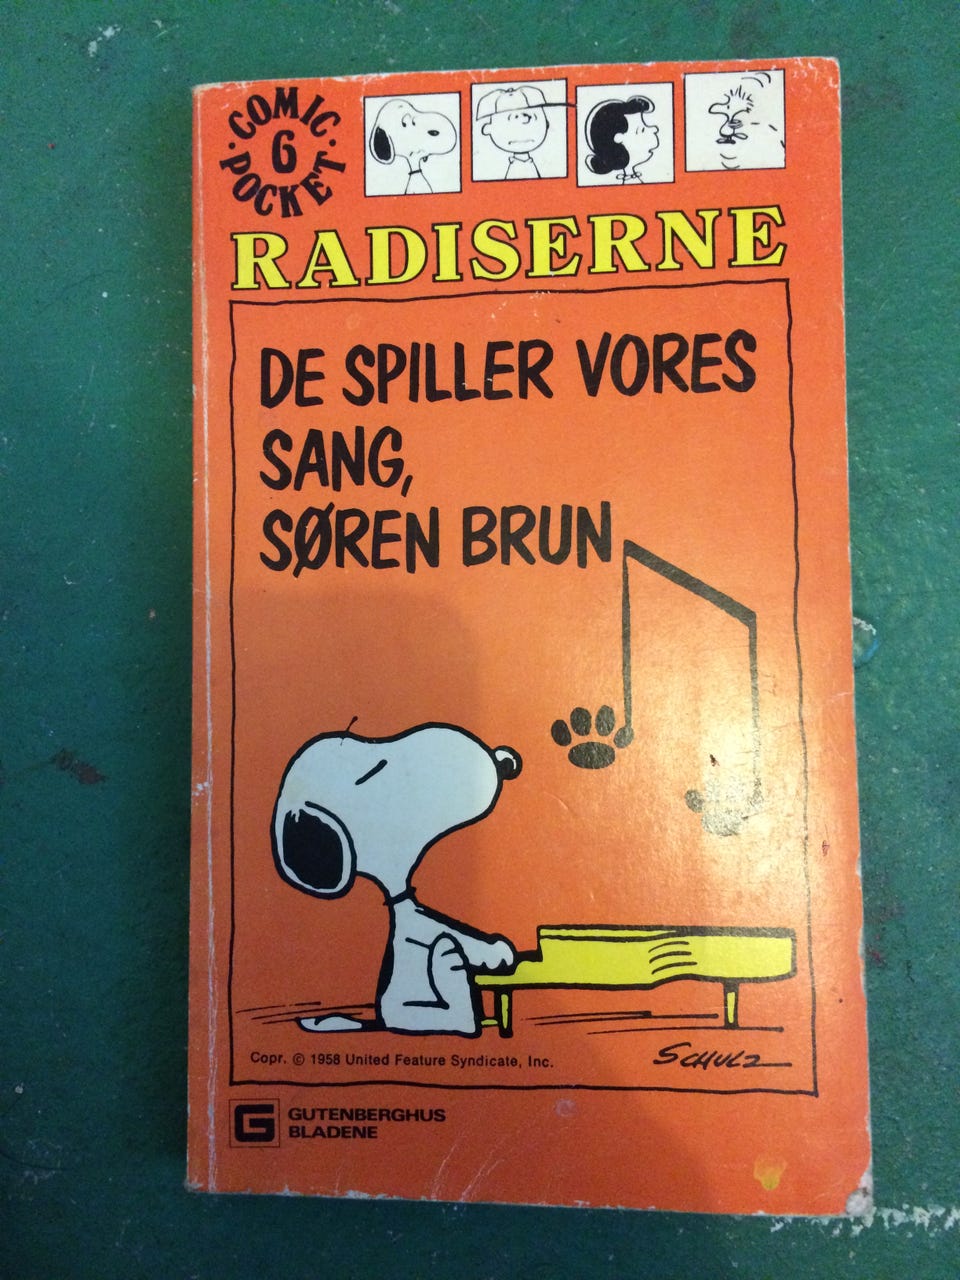 COMIC
6
POCKET
RADISERNE
DE SPILLER VORES
SANG,
SØREN BRUN
Copr. © 1958 United Feature Syndicate, Inc.
SCHULZ
G
GUTENBERGHUS
BLADENE